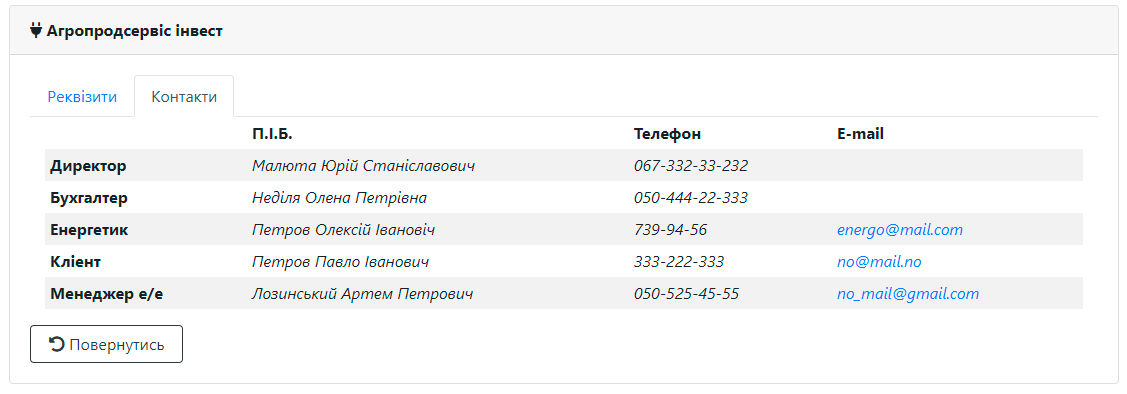 Агропродсервіс інвест
Реквізити Контакти
П.І.Б. Телефон E-mail
Директор Малюта Юрій Станіславович 067-332-33-232
Бухгалтер Неділя Олена Петрівна 050-444-22-333
Енергетик Петров Олексій Івановіч 739-94-56 energo@mail.com
Клієнт Петров Павло Іванович 333-222-333 no@mail.no
Менеджер е/е Лозинський Артем Петрович 050-525-45-55 no_mail@gmail.com
Повернутись